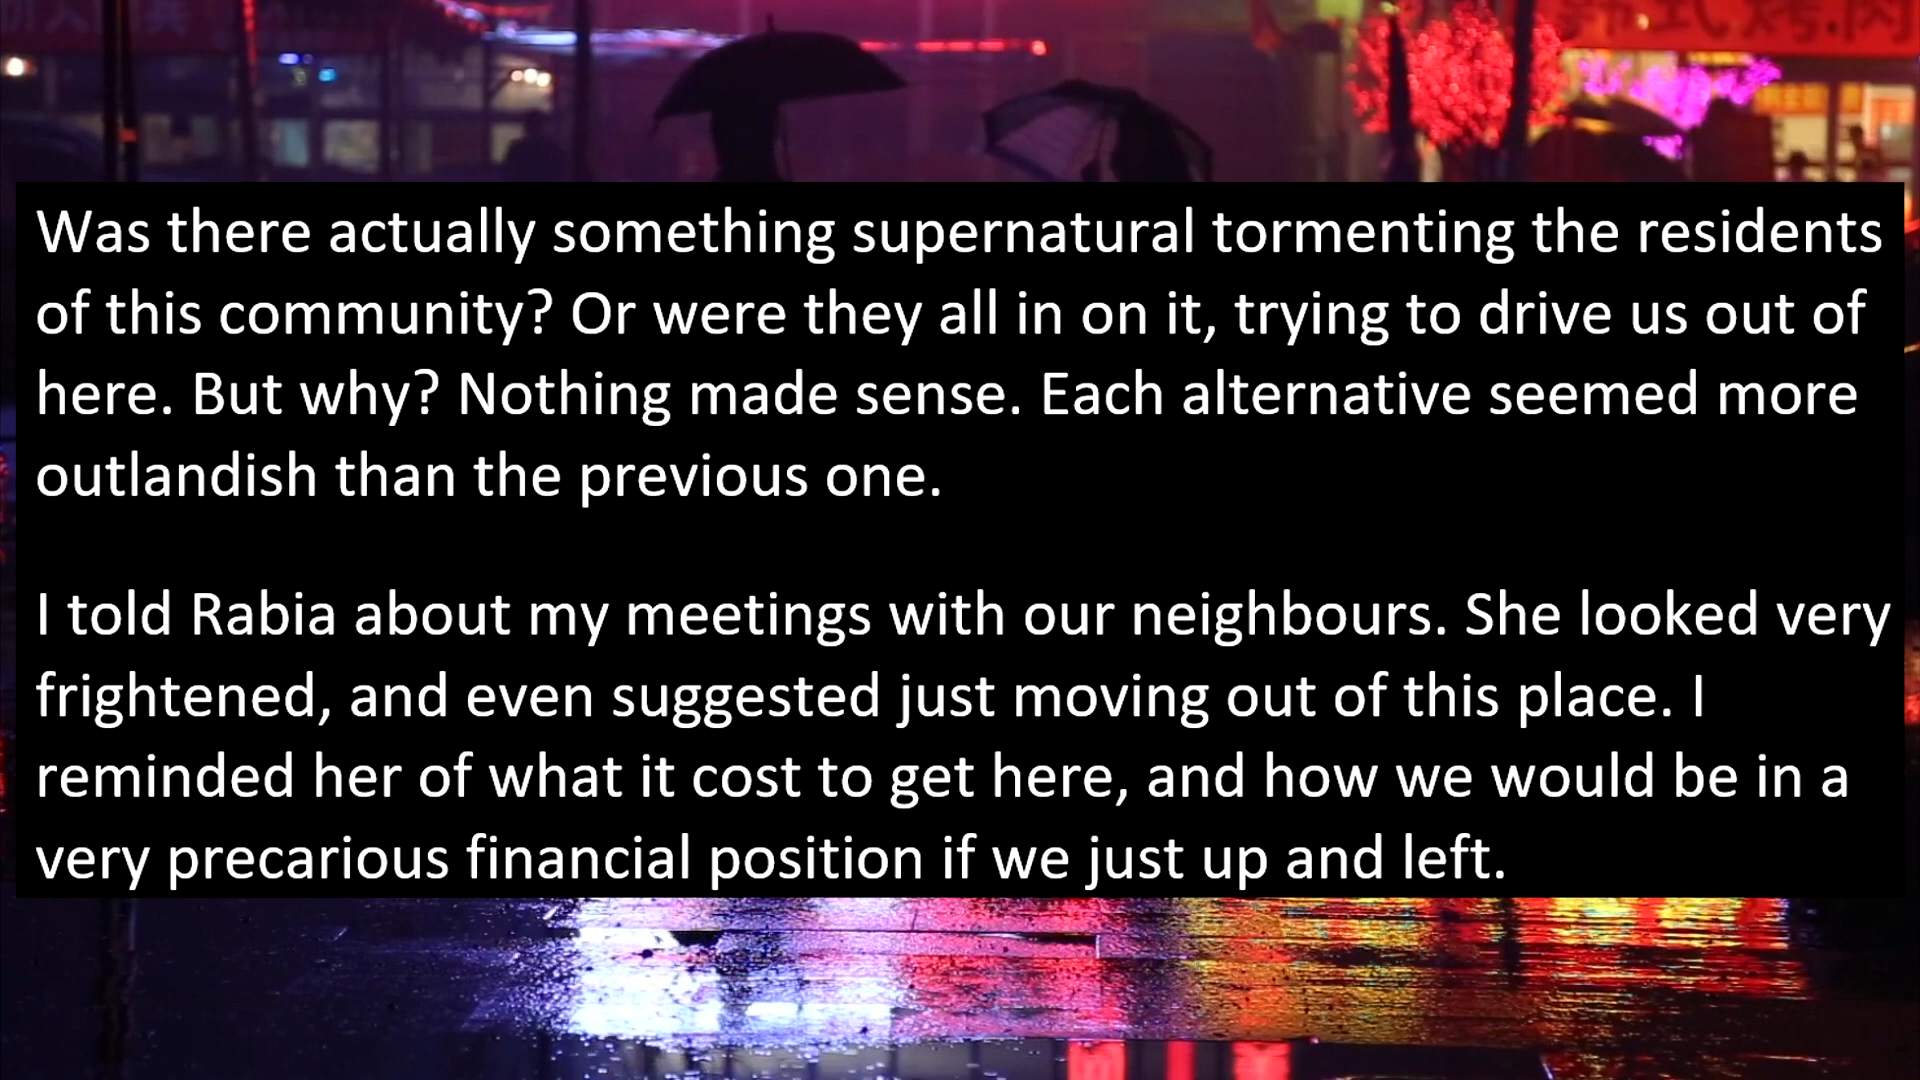 韩式烤.肉
Was there actually something supernatural tormenting the residents
of this community? Or were they all in on it, trying to drive us out of
here. But why? Nothing made sense. Each alternative seemed more
outlandish than the previous one.
I told Rabia about my meetings with our neighbours. She looked very
frightened, and even suggested just moving out of this place. I
reminded her of what it cost to get here, and how we would be in a
very precarious financial position if we just up and left.